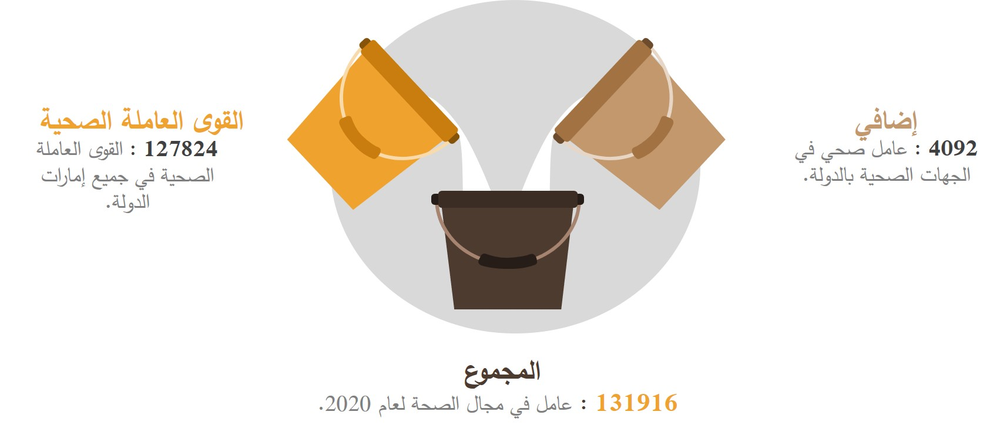 إضافي
4092 : عامل صحي في
الجهات الصحية بالدولة.
القوى العاملة الصحية
127824 : القوى العاملة
الصحية في جميع إمارات
الدولة.
المجموع
131916 : عامل في مجال الصحة لعام 2020.